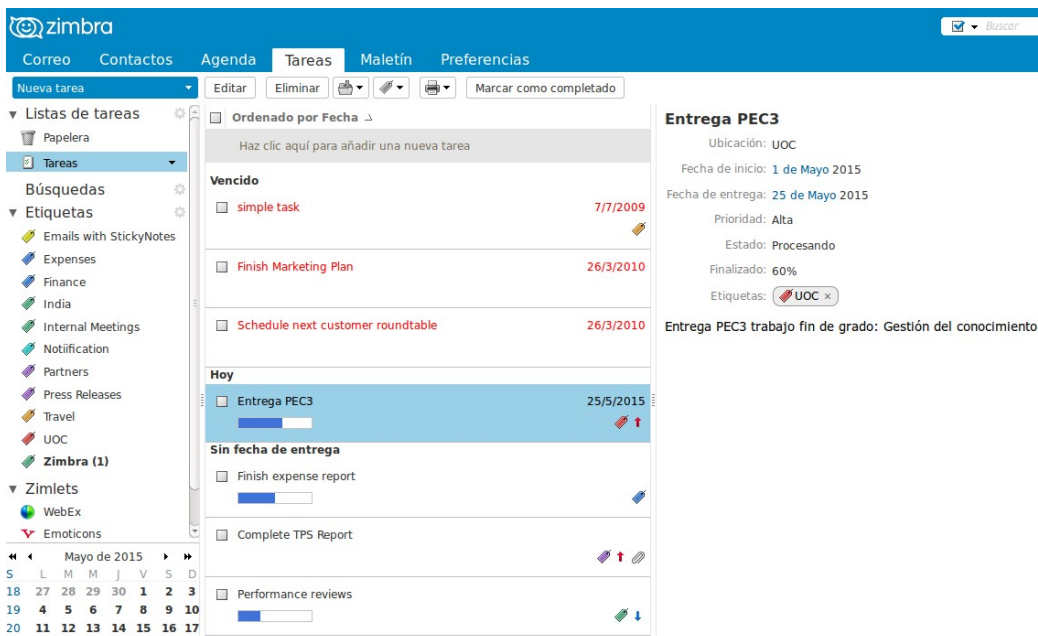 zimbra
Buscar
Correo Contactos Agenda Tareas Maletín Preferencias
Nueva tarea
Editar Eliminar Marcar como completado
Listas de tareas
Papelera
Tareas
Búsquedas
Etiquetas
Emails with StickyNotes
Expenses
Finance
India
Internal Meetings
Notiification
Partners
Press Releases
Travel
UOC
Zimbra (1)
Zimlets
WebEx
Emoticons
Mayo de 2015
S L M M J V S D
18 27 28 29 30 1 2 3
19 4 5 6 7 8 9 10
20 11 12 13 14 15 16 17
Ordenado por Fecha
Haz clic aquí para añadir una nueva tarea
Vencido
simple task 7/7/2009
Finish Marketing Plan 26/3/2010
Schedule next customer roundtable 26/3/2010
Hoy
Entrega PEC3 25/5/2015
Sin fecha de entrega
Finish expense report
Complete TPS Report
Performance reviews
Entrega PEC3
Ubicación: UOC
Fecha de inicio: 1 de Mayo 2015
Fecha de entrega: 25 de Mayo 2015
Prioridad: Alta
Estado: Procesando
Finalizado: 60%
Etiquetas: UOC ×
Entrega PEC3 trabajo fin de grado: Gestión del conocimiento